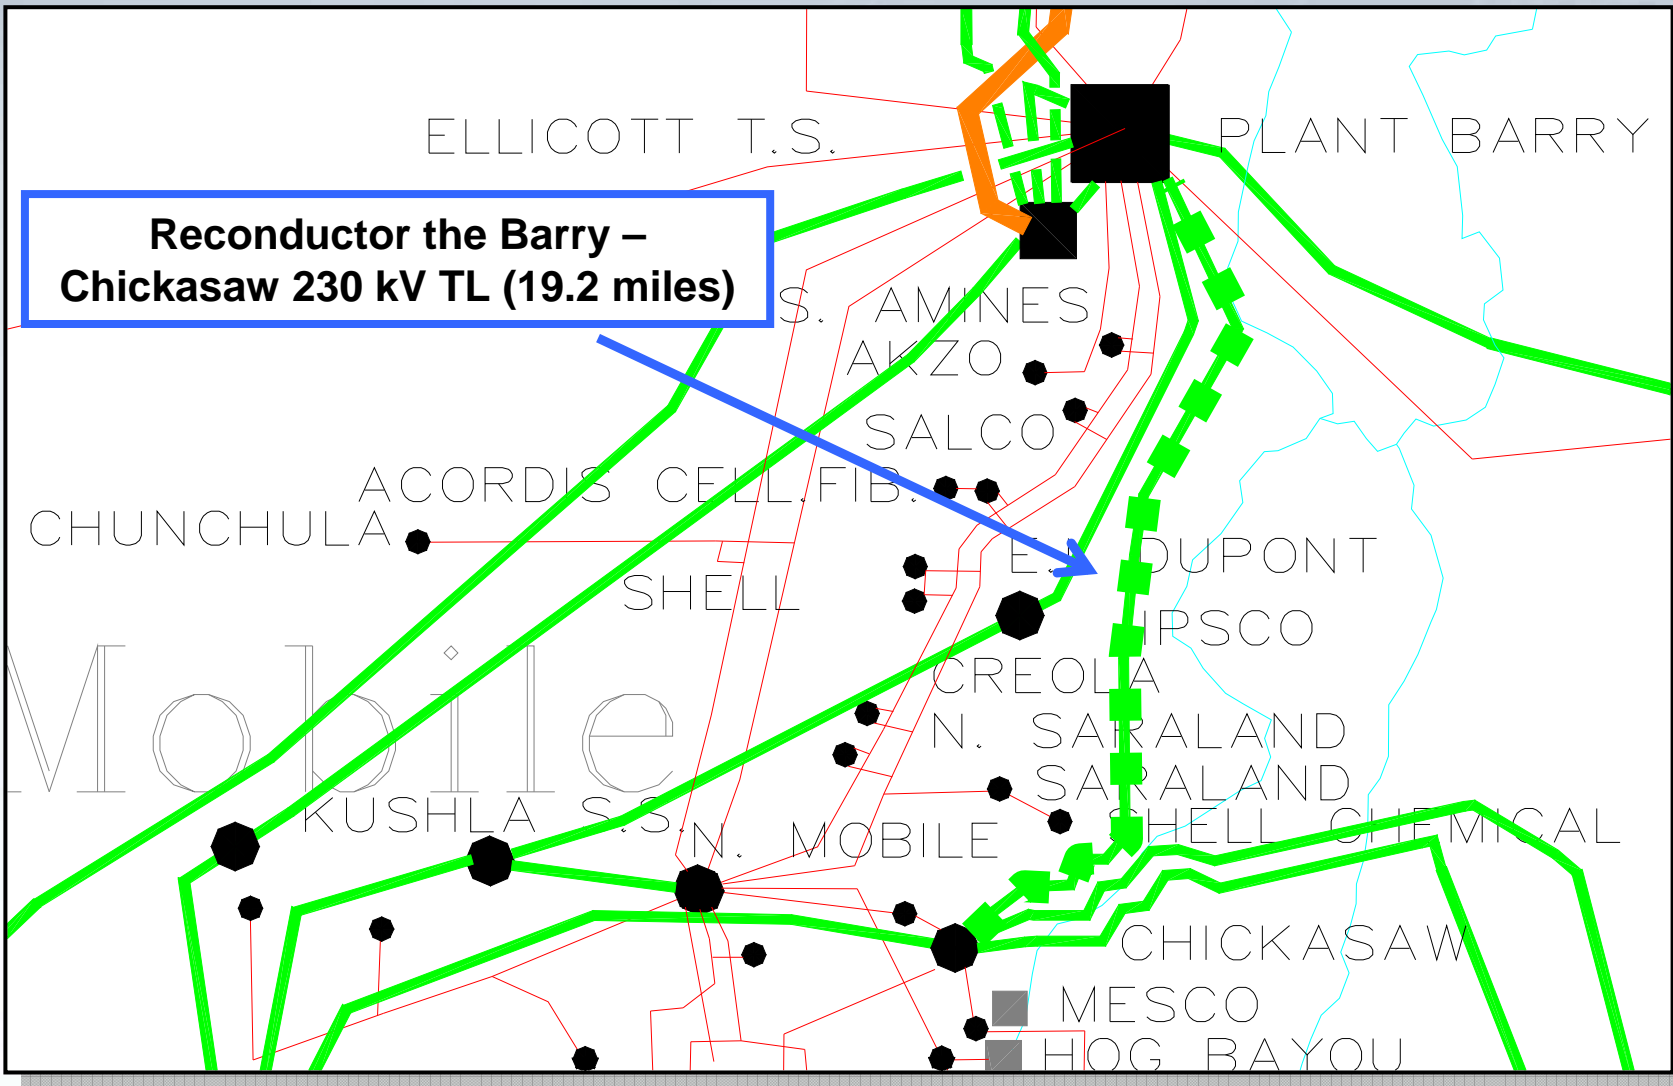 ELLICOTT T.S.
PLANT BARRY
Reconductor the Barry –
Chickasaw 230 kV TL (19.2 miles)
S. AMINES
AKZO
SALCO
ACORDIS CELL.FIB.
CHUNCHULA
E. DUPONT
SHELL
IPSCO
CREOLA
Mobile
N. SARALAND
SARALAND
KUSHLA S.S.
N. MOBILE
SHELL CHEMICAL
CHICKASAW
MESCO
HOG BAYOU